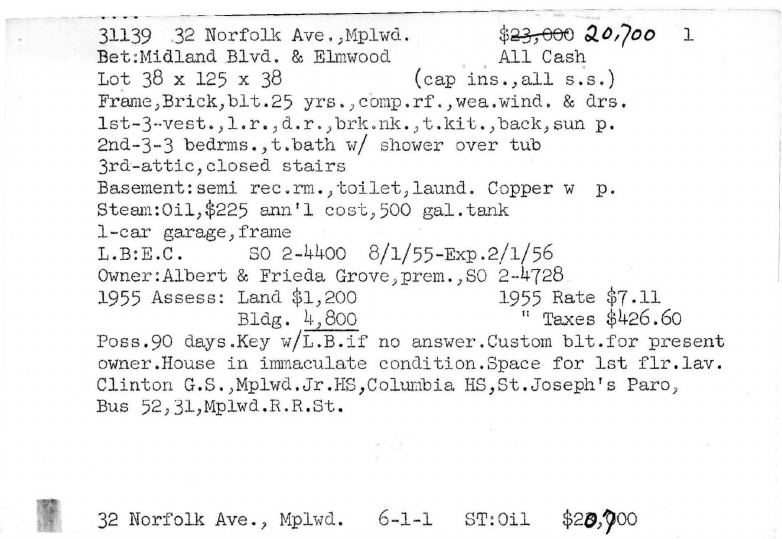 31139 32 Norfolk Ave.,Mplwd. $23,000 20,700 1
Bet:Midland Blvd. & Elmwood All Cash
Lot 38 x 125 x 38 (cap ins.,all s.s.)
Frame,Brick,blt.25 yrs.,comp.rf.,wea.wind. & drs.
1st-3-vest.,l.r.,d.r.,brk.nk.,t.kit.,back,sun p.
2nd-3-3 bedrms.,t.bath w/ shower over tub
3rd-attic,closed stairs
Basement:semi rec.rm.,toilet,laund. Copper w p.
Steam:Oil,$225 ann'l cost,500 gal.tank
1-car garage,frame
L.B:E.C. SO 2-4400 8/1/55-Exp.2/1/56
Owner:Albert & Frieda Grove,prem.,SO 2-4728
1955 Assess: Land $1,200 1955 Rate $7.11
Bldg. 4,800 " Taxes $426.60
Poss.90 days.Key w/L.B.if no answer.Custom blt.for present
owner.House in immaculate condition.Space for 1st flr.lav.
Clinton G.S.,Mplwd.Jr.HS,Columbia HS,St.Joseph's Paro,
Bus 52,31,Mplwd.R.R.St.
32 Norfolk Ave., Mplwd. 6-1-1 ST:Oil $20,700